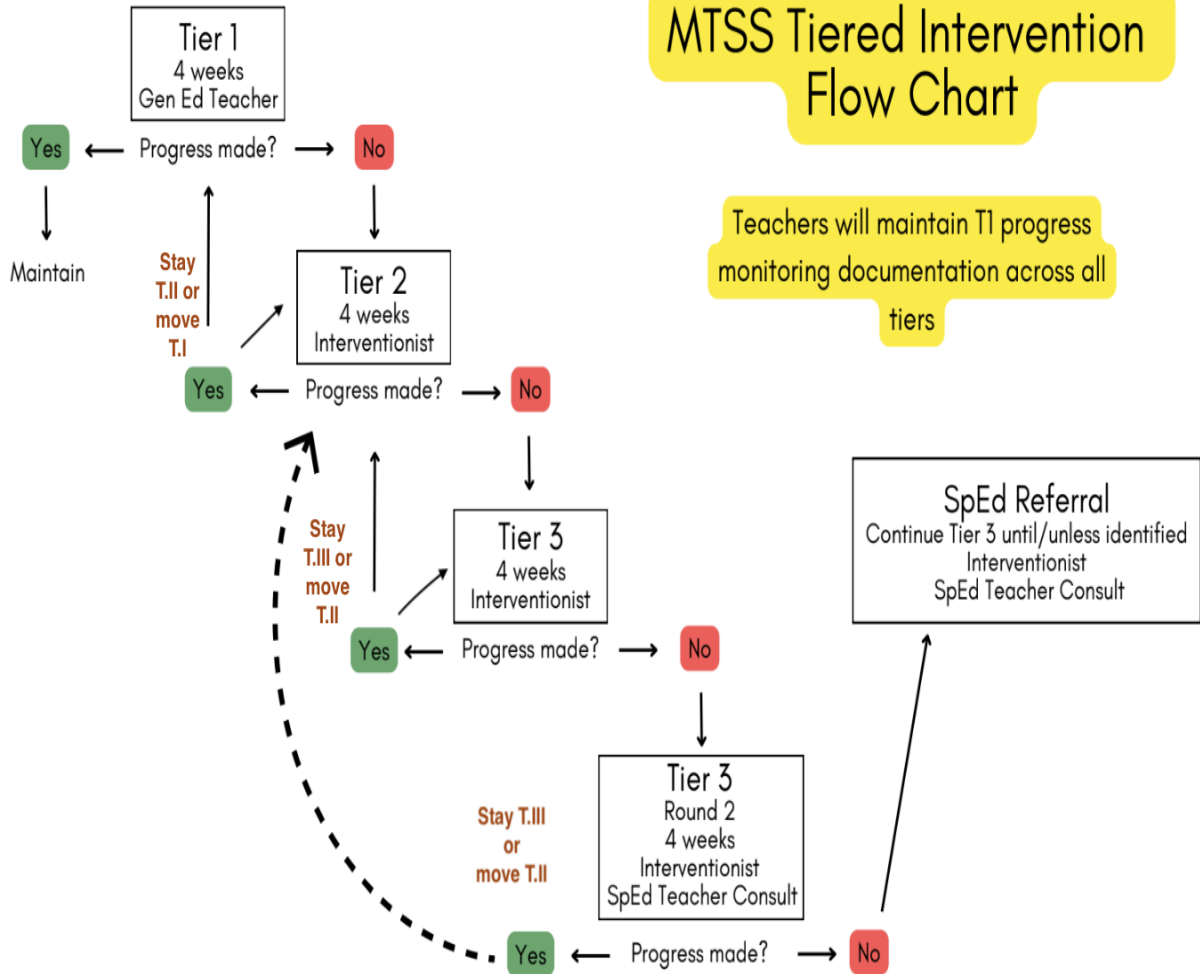 MTSS Tiered Intervention
Flow Chart
Teachers will maintain T1 progress
monitoring documentation across all
tiers
Tier 1
4 weeks
Gen Ed Teacher
Yes
Progress made?
No
Maintain
Stay
T.II or
move
T.I
Tier 2
4 weeks
Interventionist
Yes
Progress made?
No
Stay
T.III or
move
T.II
Tier 3
4 weeks
Interventionist
Yes
Progress made?
No
SpEd Referral
Continue Tier 3 until/unless identified
Interventionist
SpEd Teacher Consult
Stay T.III
or
move T.II
Tier 3
Round 2
4 weeks
Interventionist
SpEd Teacher Consult
Yes
Progress made?
No